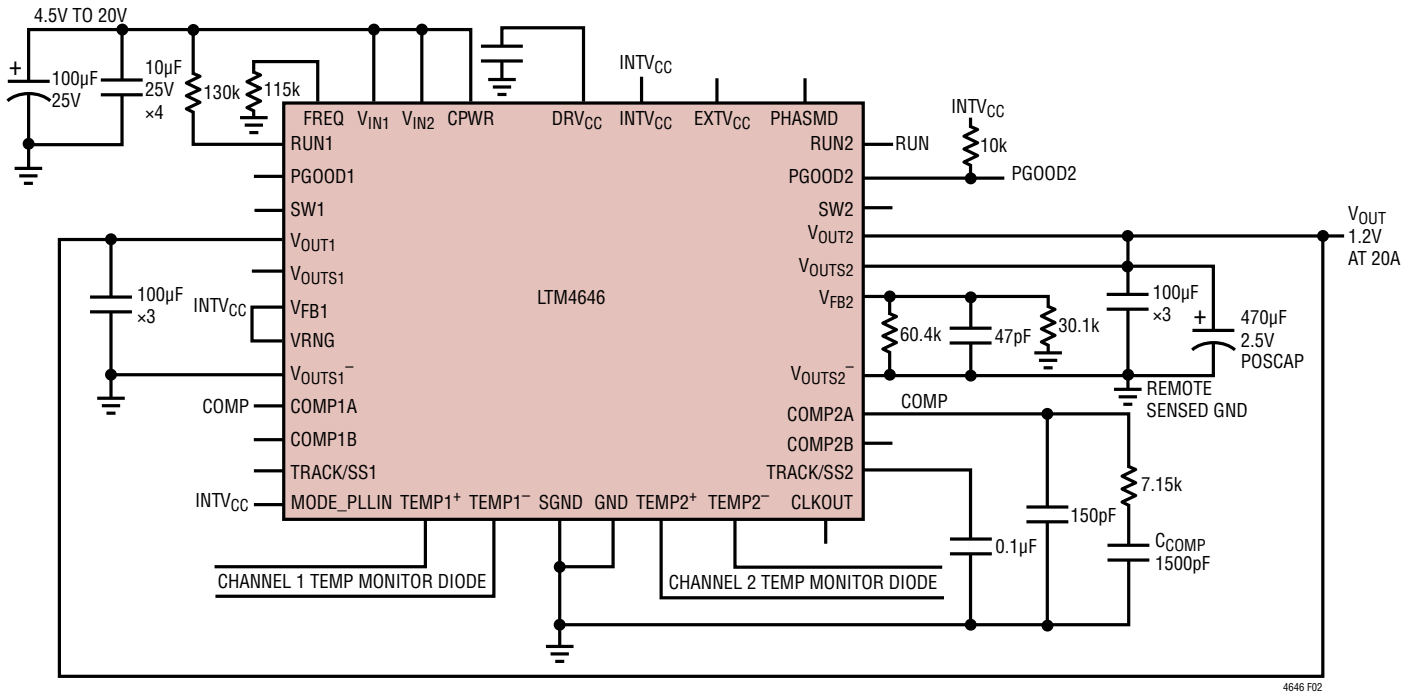 4.5V TO 20V
+
100µF
25V
10µF
25V
×4
130k
115k
INTVCC
INTVCC
10k
FREQ VIN1 VIN2 CPWR DRVCC INTVCC EXTVCC PHASMD
RUN1
RUN2
RUN
PGOOD1
PGOOD2
PGOOD2
SW1
SW2
VOUT1
VOUT2
VOUT
1.2V
AT 20A
VOUTS1
VOUTS2
100µF
×3
INTVCC
VFB1
LTM4646
VFB2
60.4k
47pF
30.1k
100µF
×3
+
470µF
2.5V
POSCAP
VRNG
VOUTS1–
VOUTS2–
REMOTE
SENSED GND
COMP
COMP1A
COMP2A
COMP
COMP1B
COMP2B
TRACK/SS1
TRACK/SS2
INTVCC
MODE_PLLIN TEMP1+ TEMP1– SGND GND TEMP2+ TEMP2– CLKOUT
7.15k
150pF
0.1µF
CCOMP
1500pF
CHANNEL 1 TEMP MONITOR DIODE
CHANNEL 2 TEMP MONITOR DIODE
4646 F02